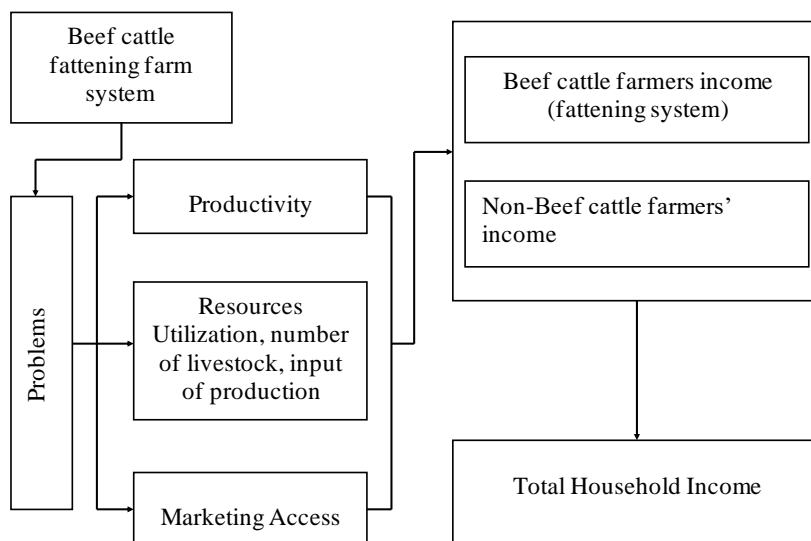 Beef cattle
fattening farm
system
Problems
Productivity
Resources
Utilization, number
of livestock, input
of production
Marketing Access
Beef cattle farmers income
(fattening system)
Non-Beef cattle farmers’
income
Total Household Income